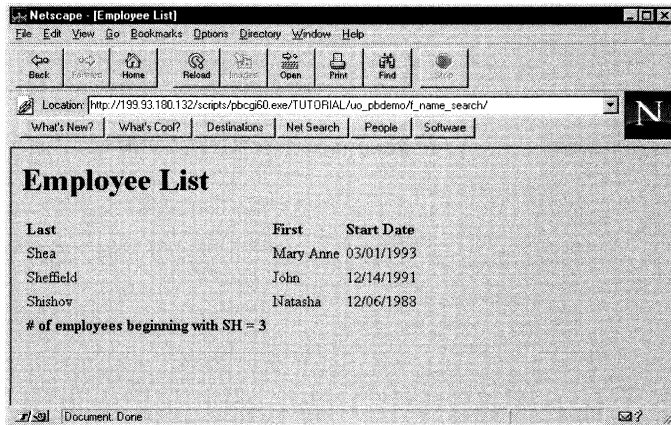 Netscape - [Employee List]
File Edit View Go Bookmarks Options Directory Window Help
Back Forward Home Reload Images Open Print Find Stop
Location: http://199.93.180.132/scripts/pbcgi60.exe/TUTORIAL/uo_pbdemo/f_name_search/
What's New? What's Cool? Destinations Net Search People Software
N
Employee List
Last First Start Date
Shea Mary Anne 03/01/1993
Sheffield John 12/14/1991
Shishov Natasha 12/06/1988
# of employees beginning with SH = 3
Document: Done